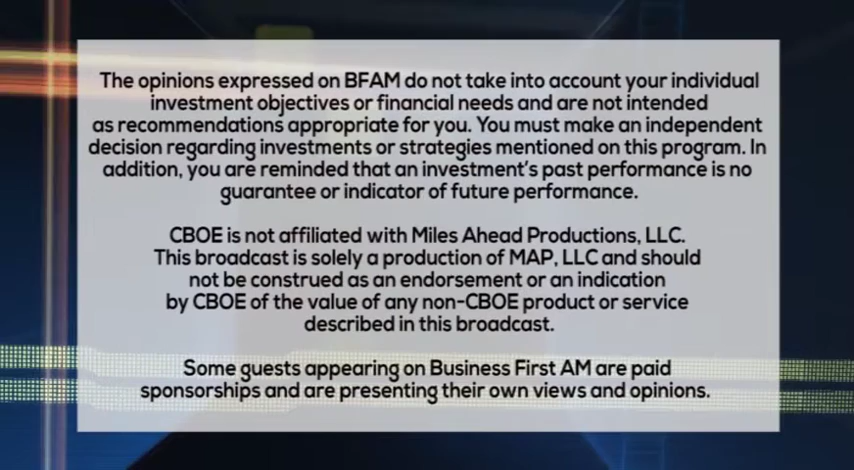 The opinions expressed on BFAM do not take into account your individual
investment objectives or financial needs and are not intended
as recommendations appropriate for you. You must make an independent
decision regarding investments or strategies mentioned on this program. In
addition, you are reminded that an investment's past performance is no
guarantee or indicator of future performance.
CBOE is not affiliated with Miles Ahead Productions, LLC.
This broadcast is solely a production of MAP, LLC and should
not be construed as an endorsement or an indication
by CBOE of the value of any non-CBOE product or service
described in this broadcast.
Some guests appearing on Business First AM are paid
sponsorships and are presenting their own views and opinions.